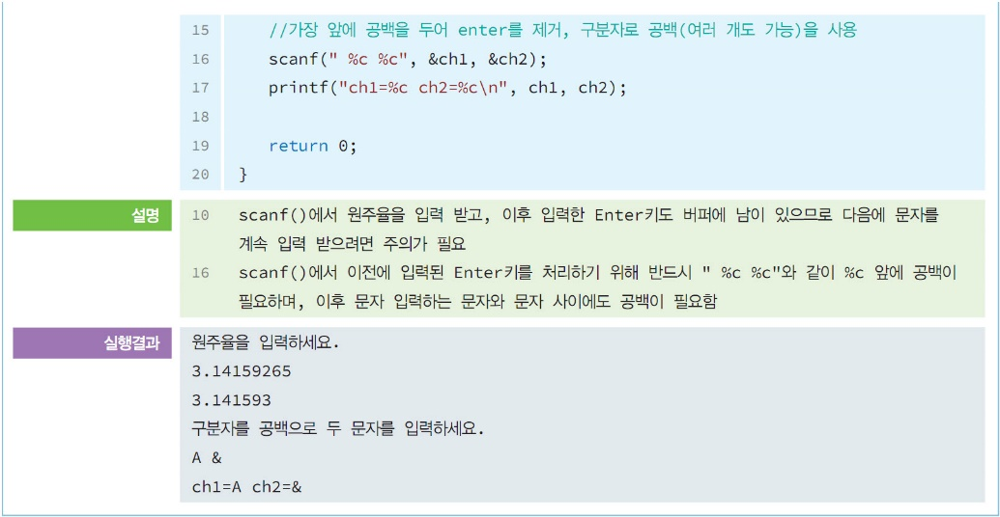 15 //가장 앞에 공백을 두어 enter를 제거, 구분자로 공백(여러 개도 가능)을 사용
16 scanf(" %c %c", &ch1, &ch2);
17 printf("ch1=%c ch2=%c\n", ch1, ch2);
18
19 return 0;
20 }
설명
10 scanf()에서 원주율을 입력 받고, 이후 입력한 Enter키도 버퍼에 남이 있으므로 다음에 문자를
계속 입력 받으려면 주의가 필요
16 scanf()에서 이전에 입력된 Enter키를 처리하기 위해 반드시 " %c %c"와 같이 %c 앞에 공백이
필요하며, 이후 문자 입력하는 문자와 문자 사이에도 공백이 필요함
실행결과
원주율을 입력하세요.
3.14159265
3.141593
구분자를 공백으로 두 문자를 입력하세요.
A &
ch1=A ch2=&